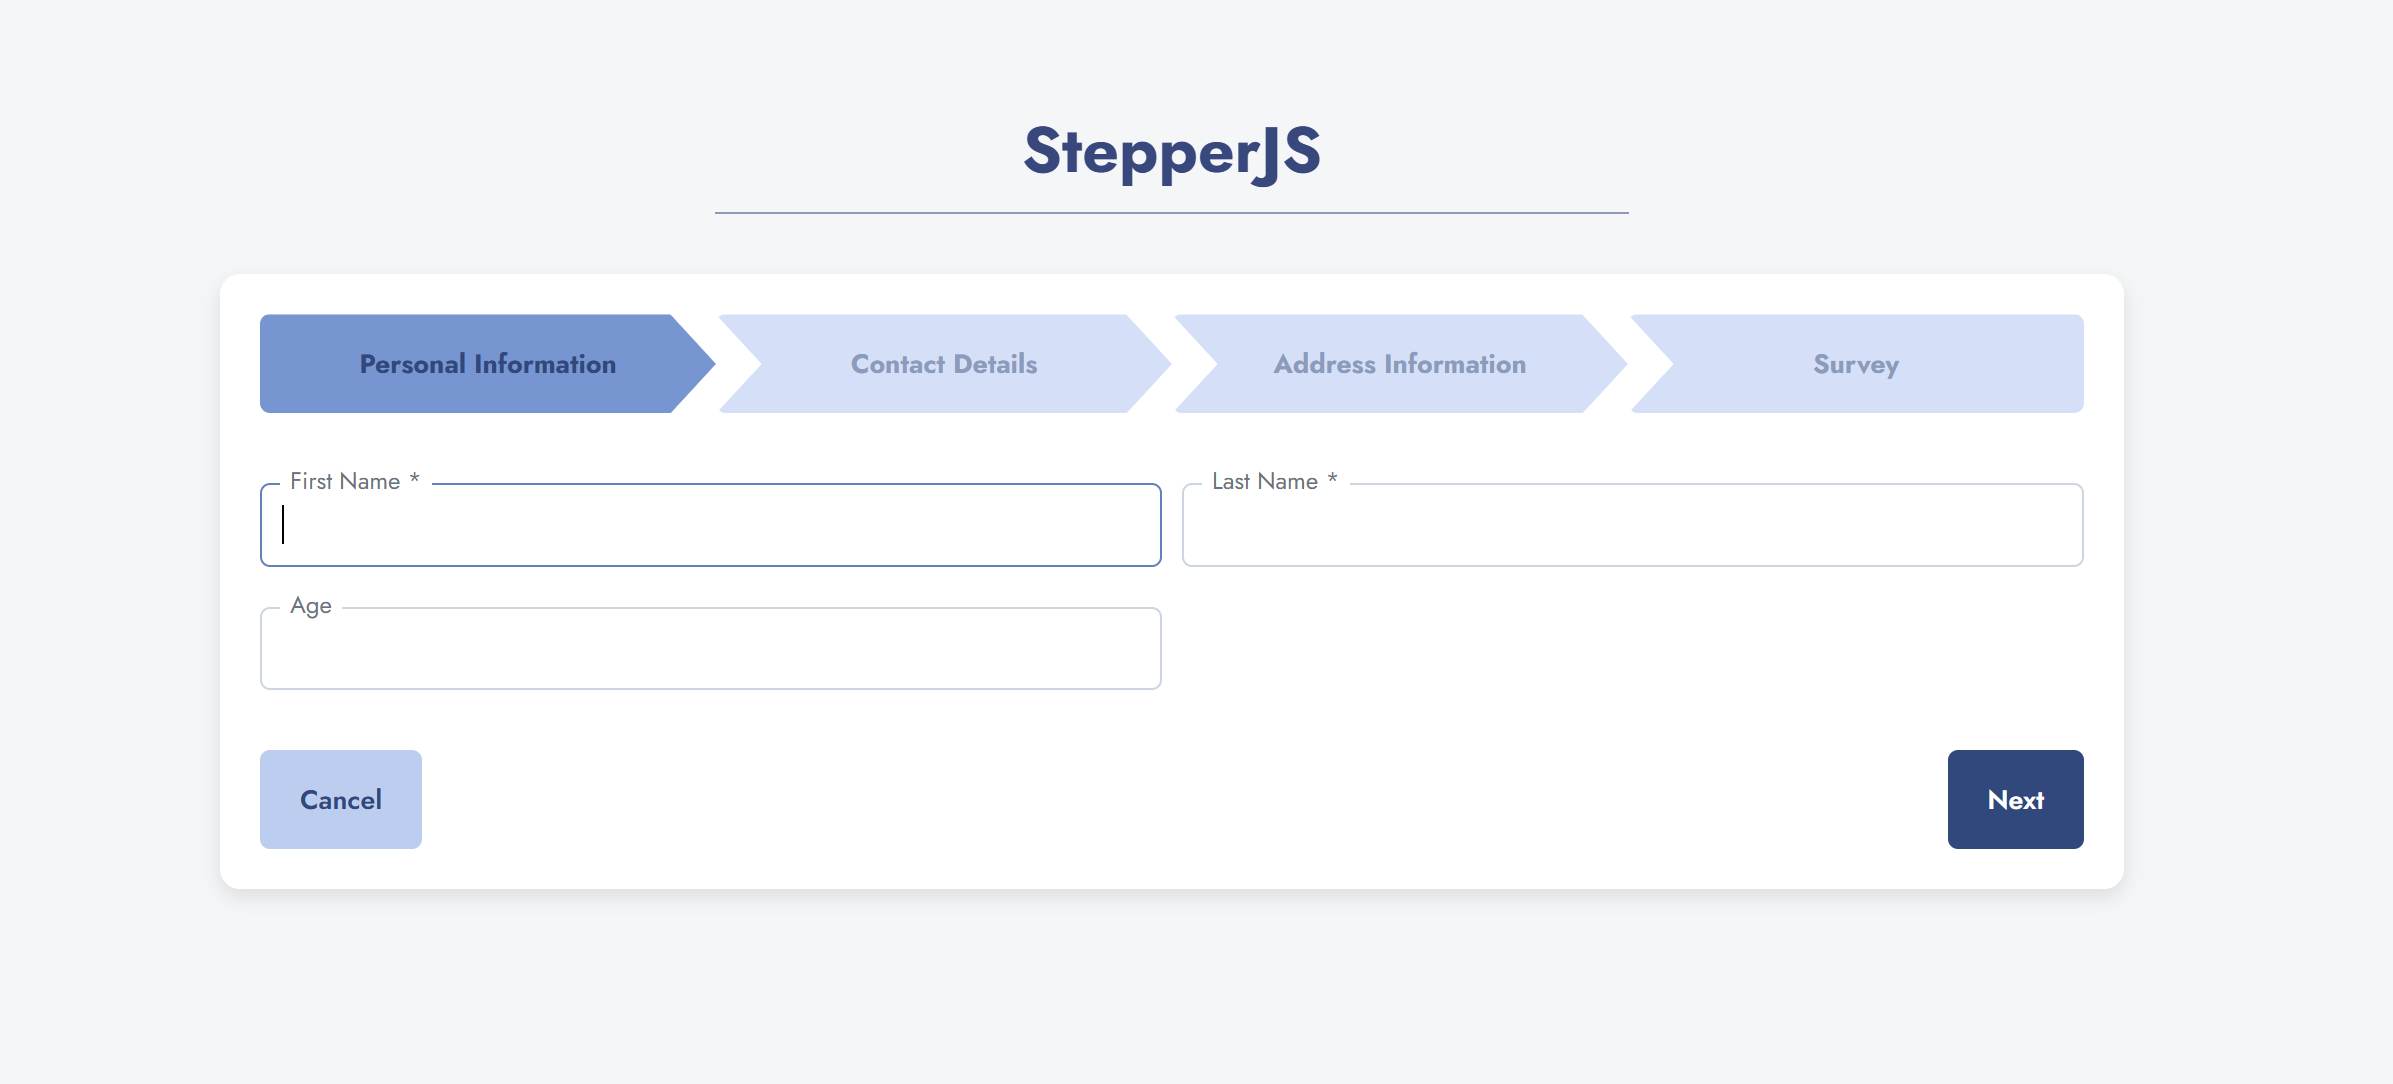 StepperJS
Personal Information
Contact Details
Address Information
Survey
First Name *
Last Name *
Age
Cancel
Next